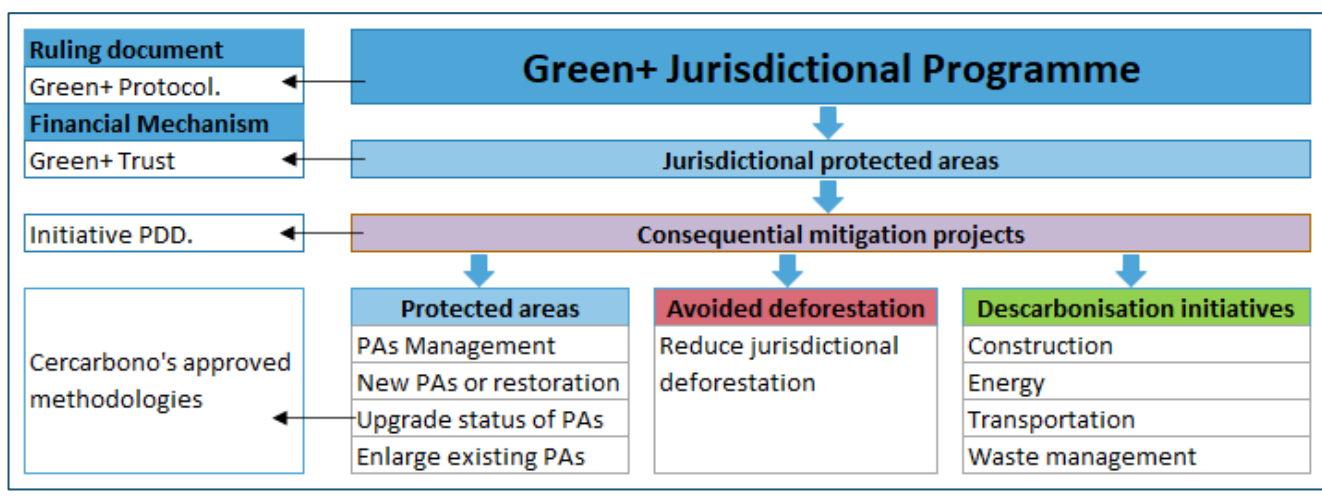 Ruling document
Green+ Protocol.
Financial Mechanism
Green+ Trust
Green+ Jurisdictional Programme
Jurisdictional protected areas
Initiative PDD.
Consequential mitigation projects
Cercarbono's approved
methodologies
Protected areas
PAs Management
New PAs or restoration
Upgrade status of PAs
Enlarge existing PAs
Avoided deforestation
Reduce jurisdictional
deforestation
Descarbonisation initiatives
Construction
Energy
Transportation
Waste management